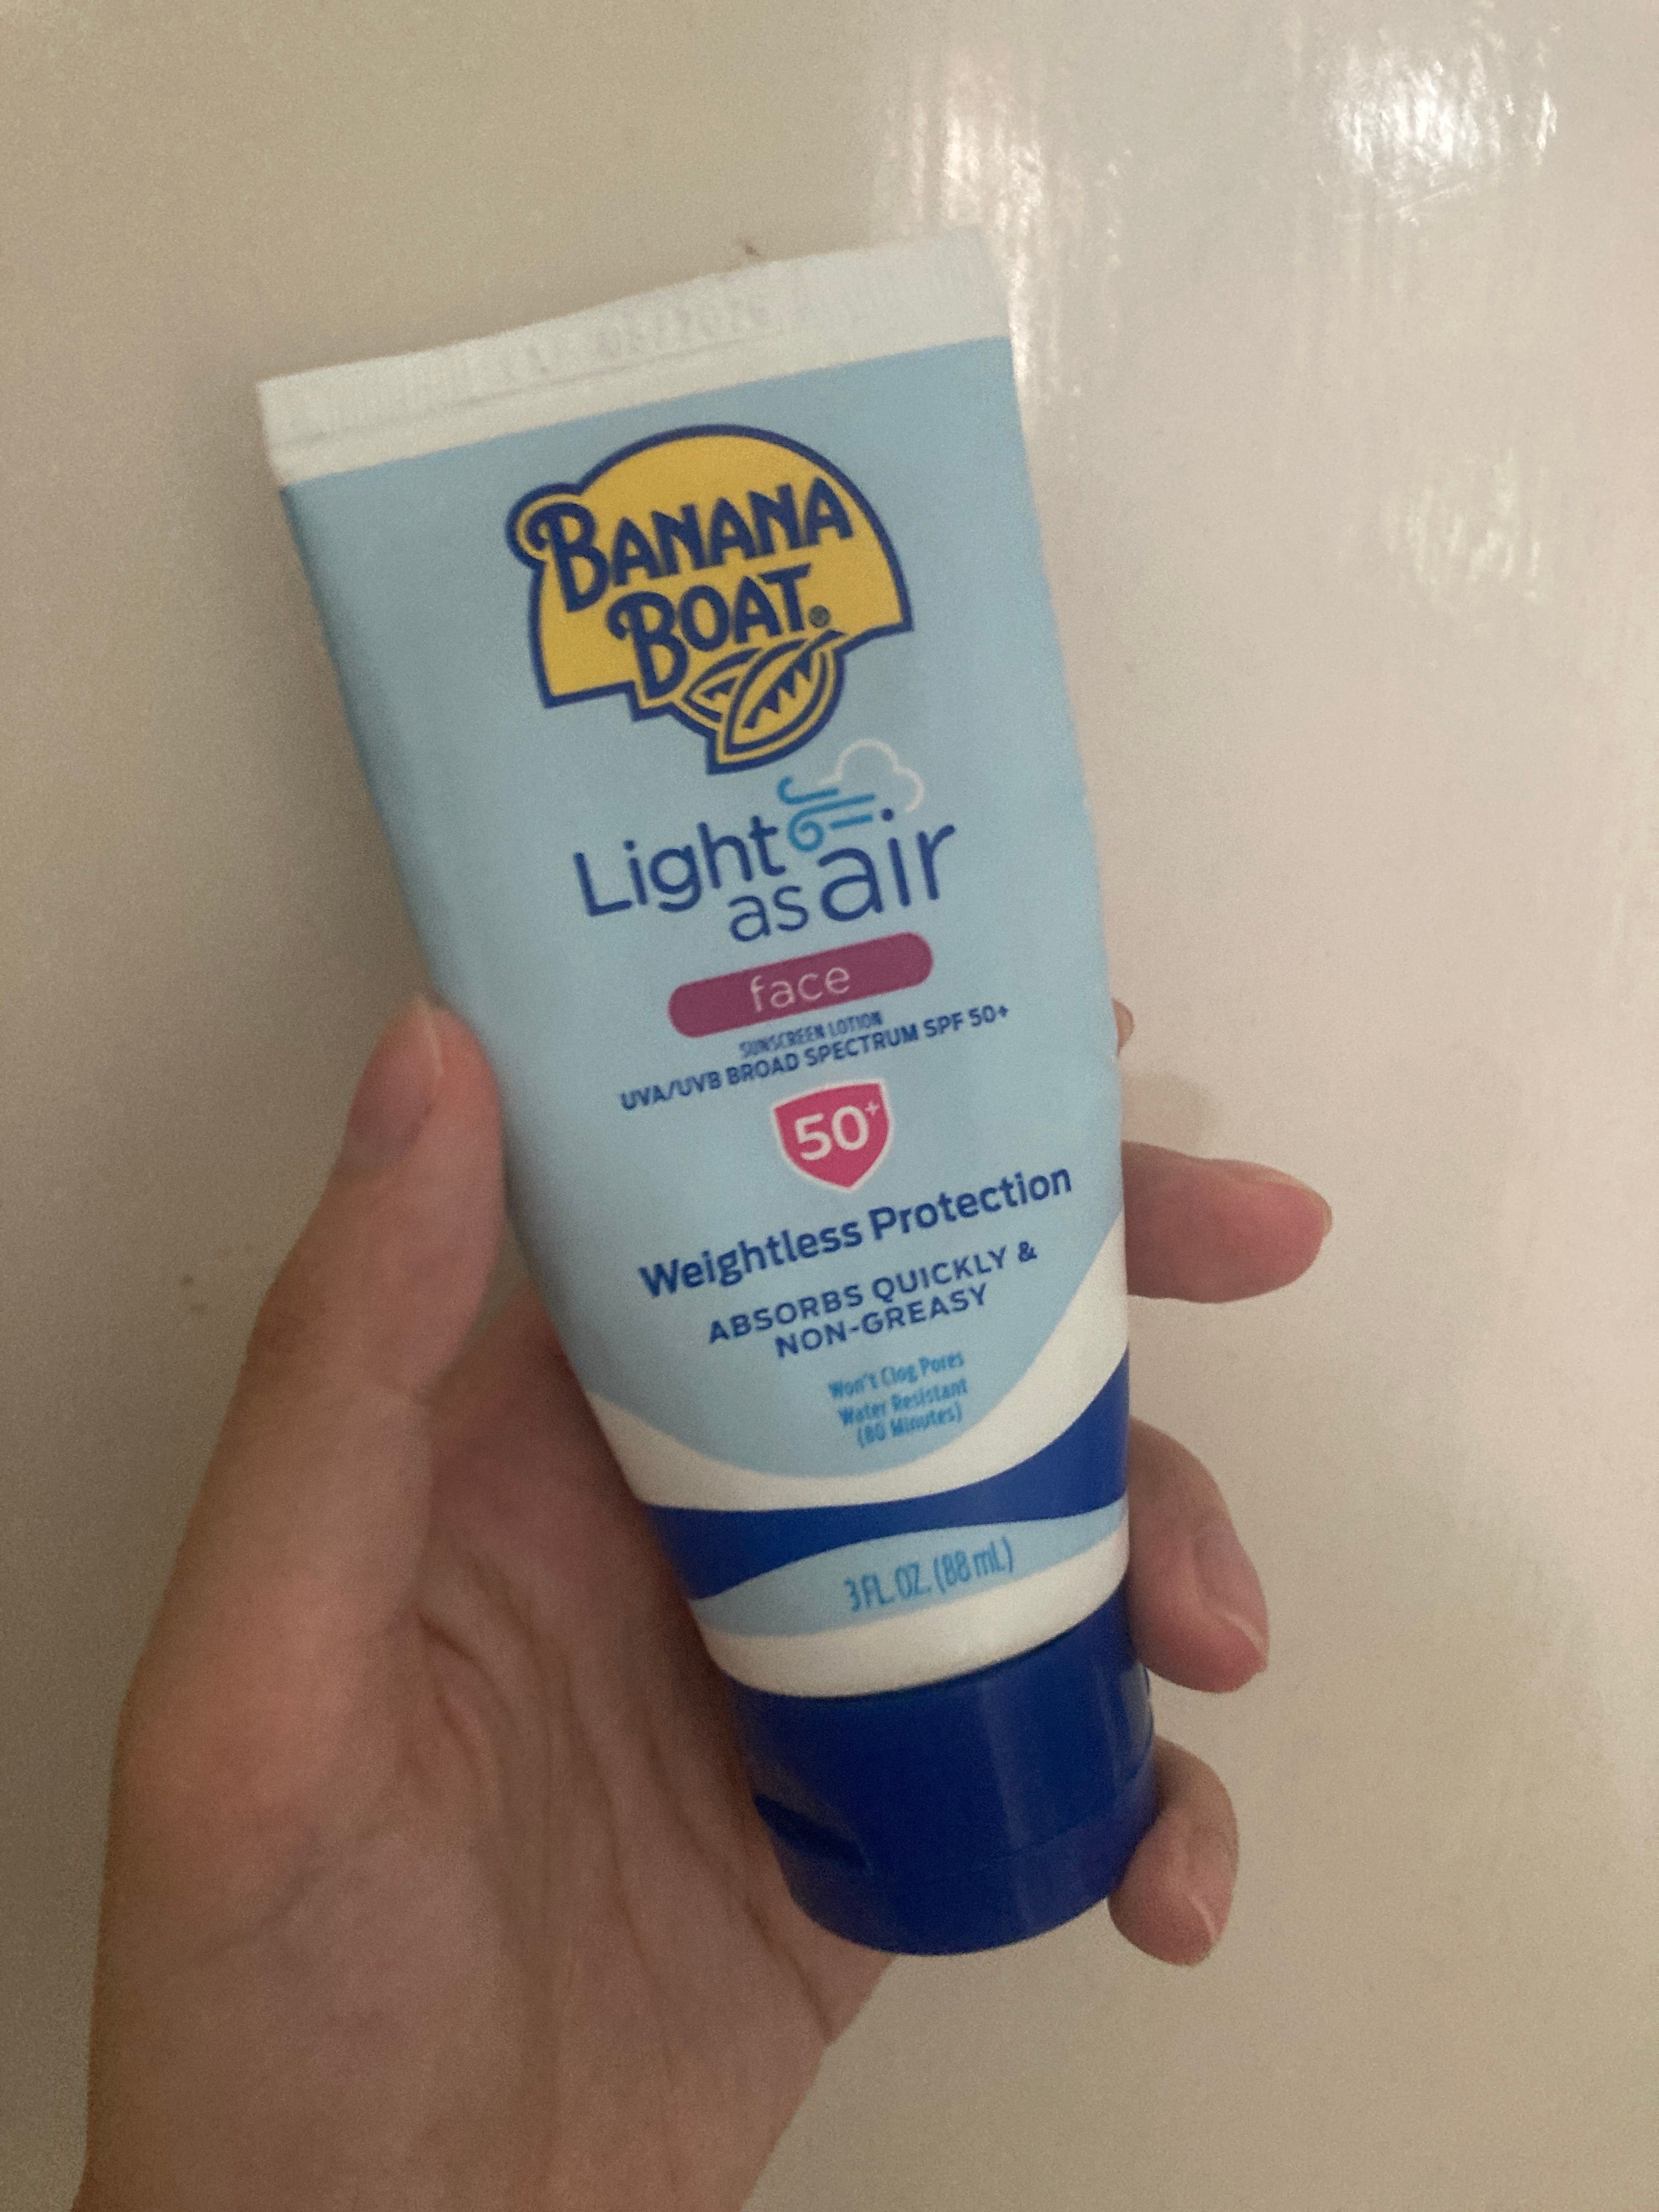 BANANA
BOAT®
Light
as air
face
SUNSCREEN LOTION
UVA/UVB BROAD SPECTRUM SPF 50+
50+
Weightless Protection
ABSORBS QUICKLY &
NON-GREASY
Won't Clog Pores
Water Resistant
(80 Minutes)
3 FL. OZ. (88 mL)